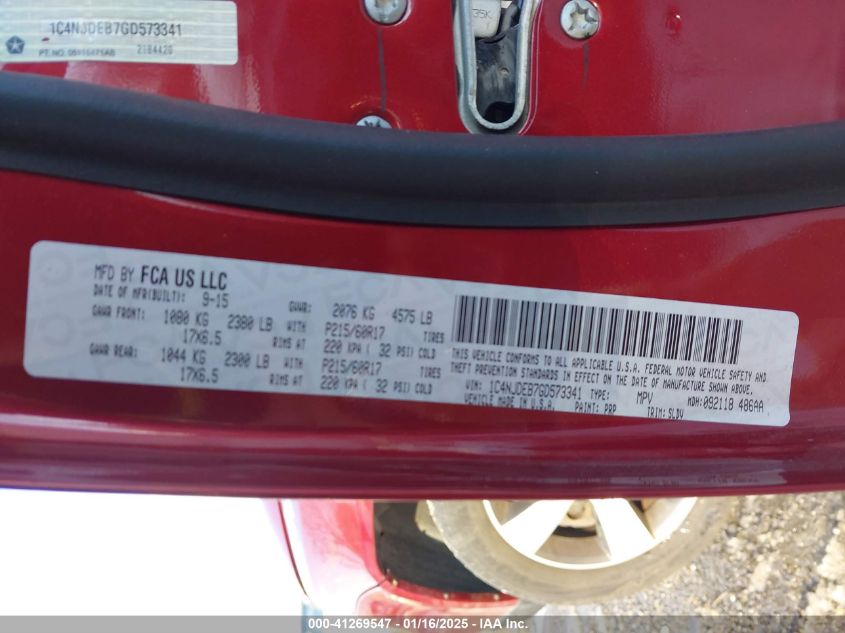 35K
1C4NJDEB7GD573341
PT. NO. 2184420
MFD BY FCA US LLC
DATE OF MFR(BUILT): 9-15 GVWR: 2076 KG 4575 LB
GAWR FRONT: 1080 KG 2380 LB WITH P215/60R17 TIRES
17X6.5 RIMS AT 220 KPA ( 32 PSI) COLD
GAWR REAR: 1044 KG 2300 LB WITH P215/60R17 TIRES
17X6.5 RIMS AT 220 KPA ( 32 PSI) COLD
THIS VEHICLE CONFORMS TO ALL APPLICABLE U.S.A. FEDERAL MOTOR VEHICLE SAFETY AND
THEFT PREVENTION STANDARDS IN EFFECT ON THE DATE OF MANUFACTURE SHOWN ABOVE.
VIN: 1C4NJDEB7GD573341 TYPE: MPV MDH:092118 486AA
VEHICLE MADE IN U.S.A. PAINT: PRP TRIM: SLDV
000-41269547 - 01/16/2025 - IAA Inc.